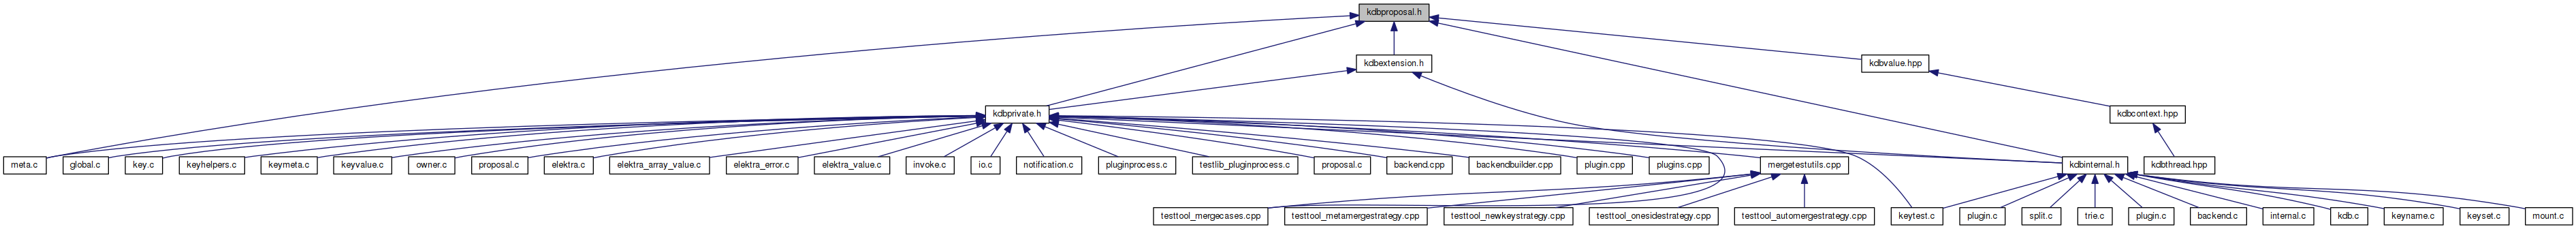 kdbproposal.h
kdbextension.h
kdbvalue.hpp
kdbprivate.h
kdbcontext.hpp
meta.c
global.c
key.c
keyhelpers.c
keymeta.c
keyvalue.c
owner.c
proposal.c
elektra.c
elektra_array_value.c
elektra_error.c
elektra_value.c
invoke.c
io.c
notification.c
pluginprocess.c
testlib_pluginprocess.c
proposal.c
backend.cpp
backendbuilder.cpp
plugin.cpp
plugins.cpp
mergetestutils.cpp
kdbinternal.h
kdbthread.hpp
testtool_mergecases.cpp
testtool_metamergestrategy.cpp
testtool_newkeystrategy.cpp
testtool_onesidestrategy.cpp
testtool_automergestrategy.cpp
keytest.c
plugin.c
split.c
trie.c
plugin.c
backend.c
internal.c
kdb.c
keyname.c
keyset.c
mount.c